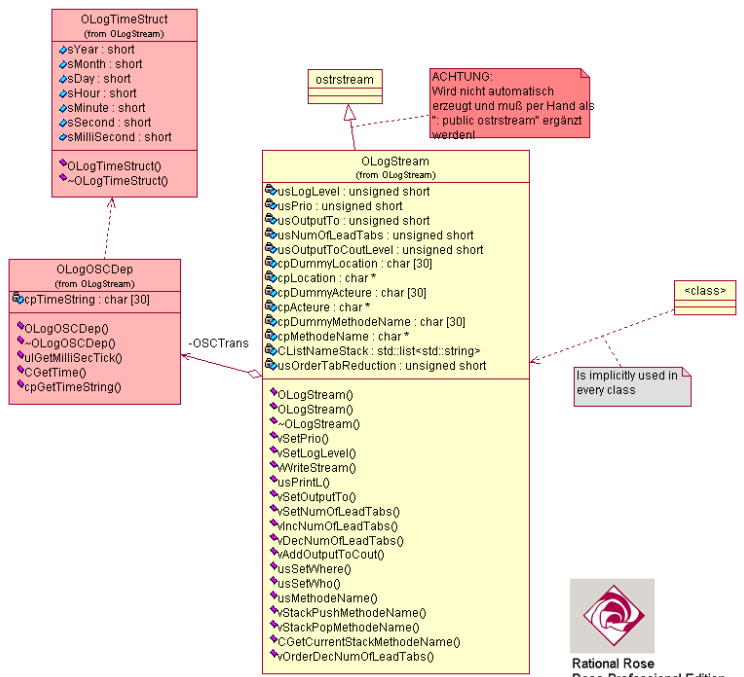 OLogTimeStruct
(from OLogStream)
sYear : short
sMonth : short
sDay : short
sHour : short
sMinute : short
sSecond : short
sMilliSecond : short
OLogTimeStruct()
~OLogTimeStruct()
ostrstream
ACHTUNG:
Wird nicht automatisch
erzeugt und muß per Hand als
": public ostrstream" ergänzt
werden!
OLogStream
(from OLogStream)
usLogLevel : unsigned short
usPrio : unsigned short
usOutputTo : unsigned short
usNumOfLeadTabs : unsigned short
usOutputToCoutLevel : unsigned short
cpDummyLocation : char [30]
cpLocation : char *
cpDummyActeure : char [30]
cpActeure : char *
cpDummyMethodeName : char [30]
cpMethodeName : char *
CListNameStack : std::list<std::string>
usOrderTabReduction : unsigned short
OLogStream()
OLogStream()
~OLogStream()
vSetPrio()
vSetLogLevel()
vWriteStream()
usPrintL()
vSetOutputTo()
vSetNumOfLeadTabs()
vIncNumOfLeadTabs()
vDecNumOfLeadTabs()
vAddOutputToCout()
usSetWhere()
usSetWho()
usMethodeName()
vStackPushMethodeName()
vStackPopMethodeName()
CGetCurrentStackMethodeName()
vOrderDecNumOfLeadTabs()
OLogOSCDep
(from OLogStream)
cpTimeString : char [30]
OLogOSCDep()
~OLogOSCDep()
ulGetMilliSecTick()
CGetTime()
cpGetTimeString()
-OSCTrans
<class>
Is implicitly used in
every class
Rational Rose
Rose Professional Edition